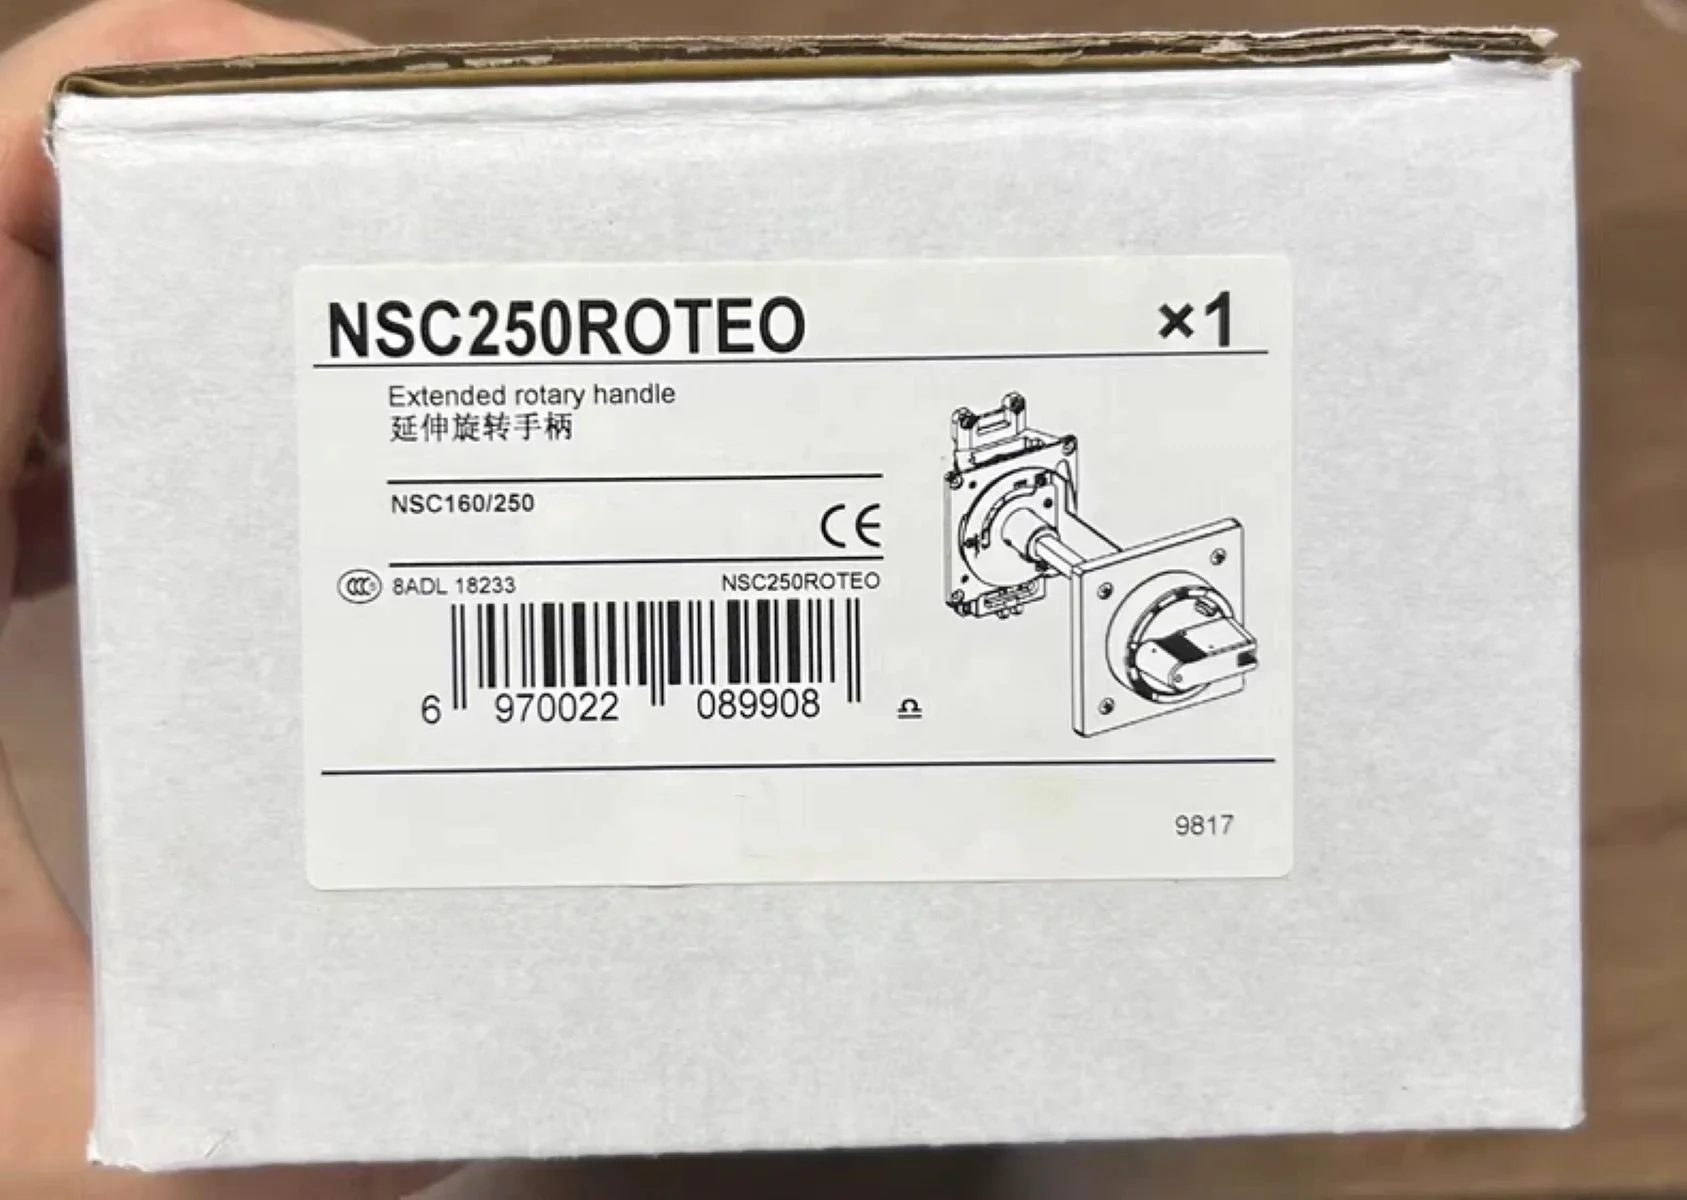 NSC250ROTEO ×1
Extended rotary handle
延伸旋转手柄
NSC160/250
CE
CCC S 8ADL 18233 NSC250ROTEO
6 970022 089908
9817